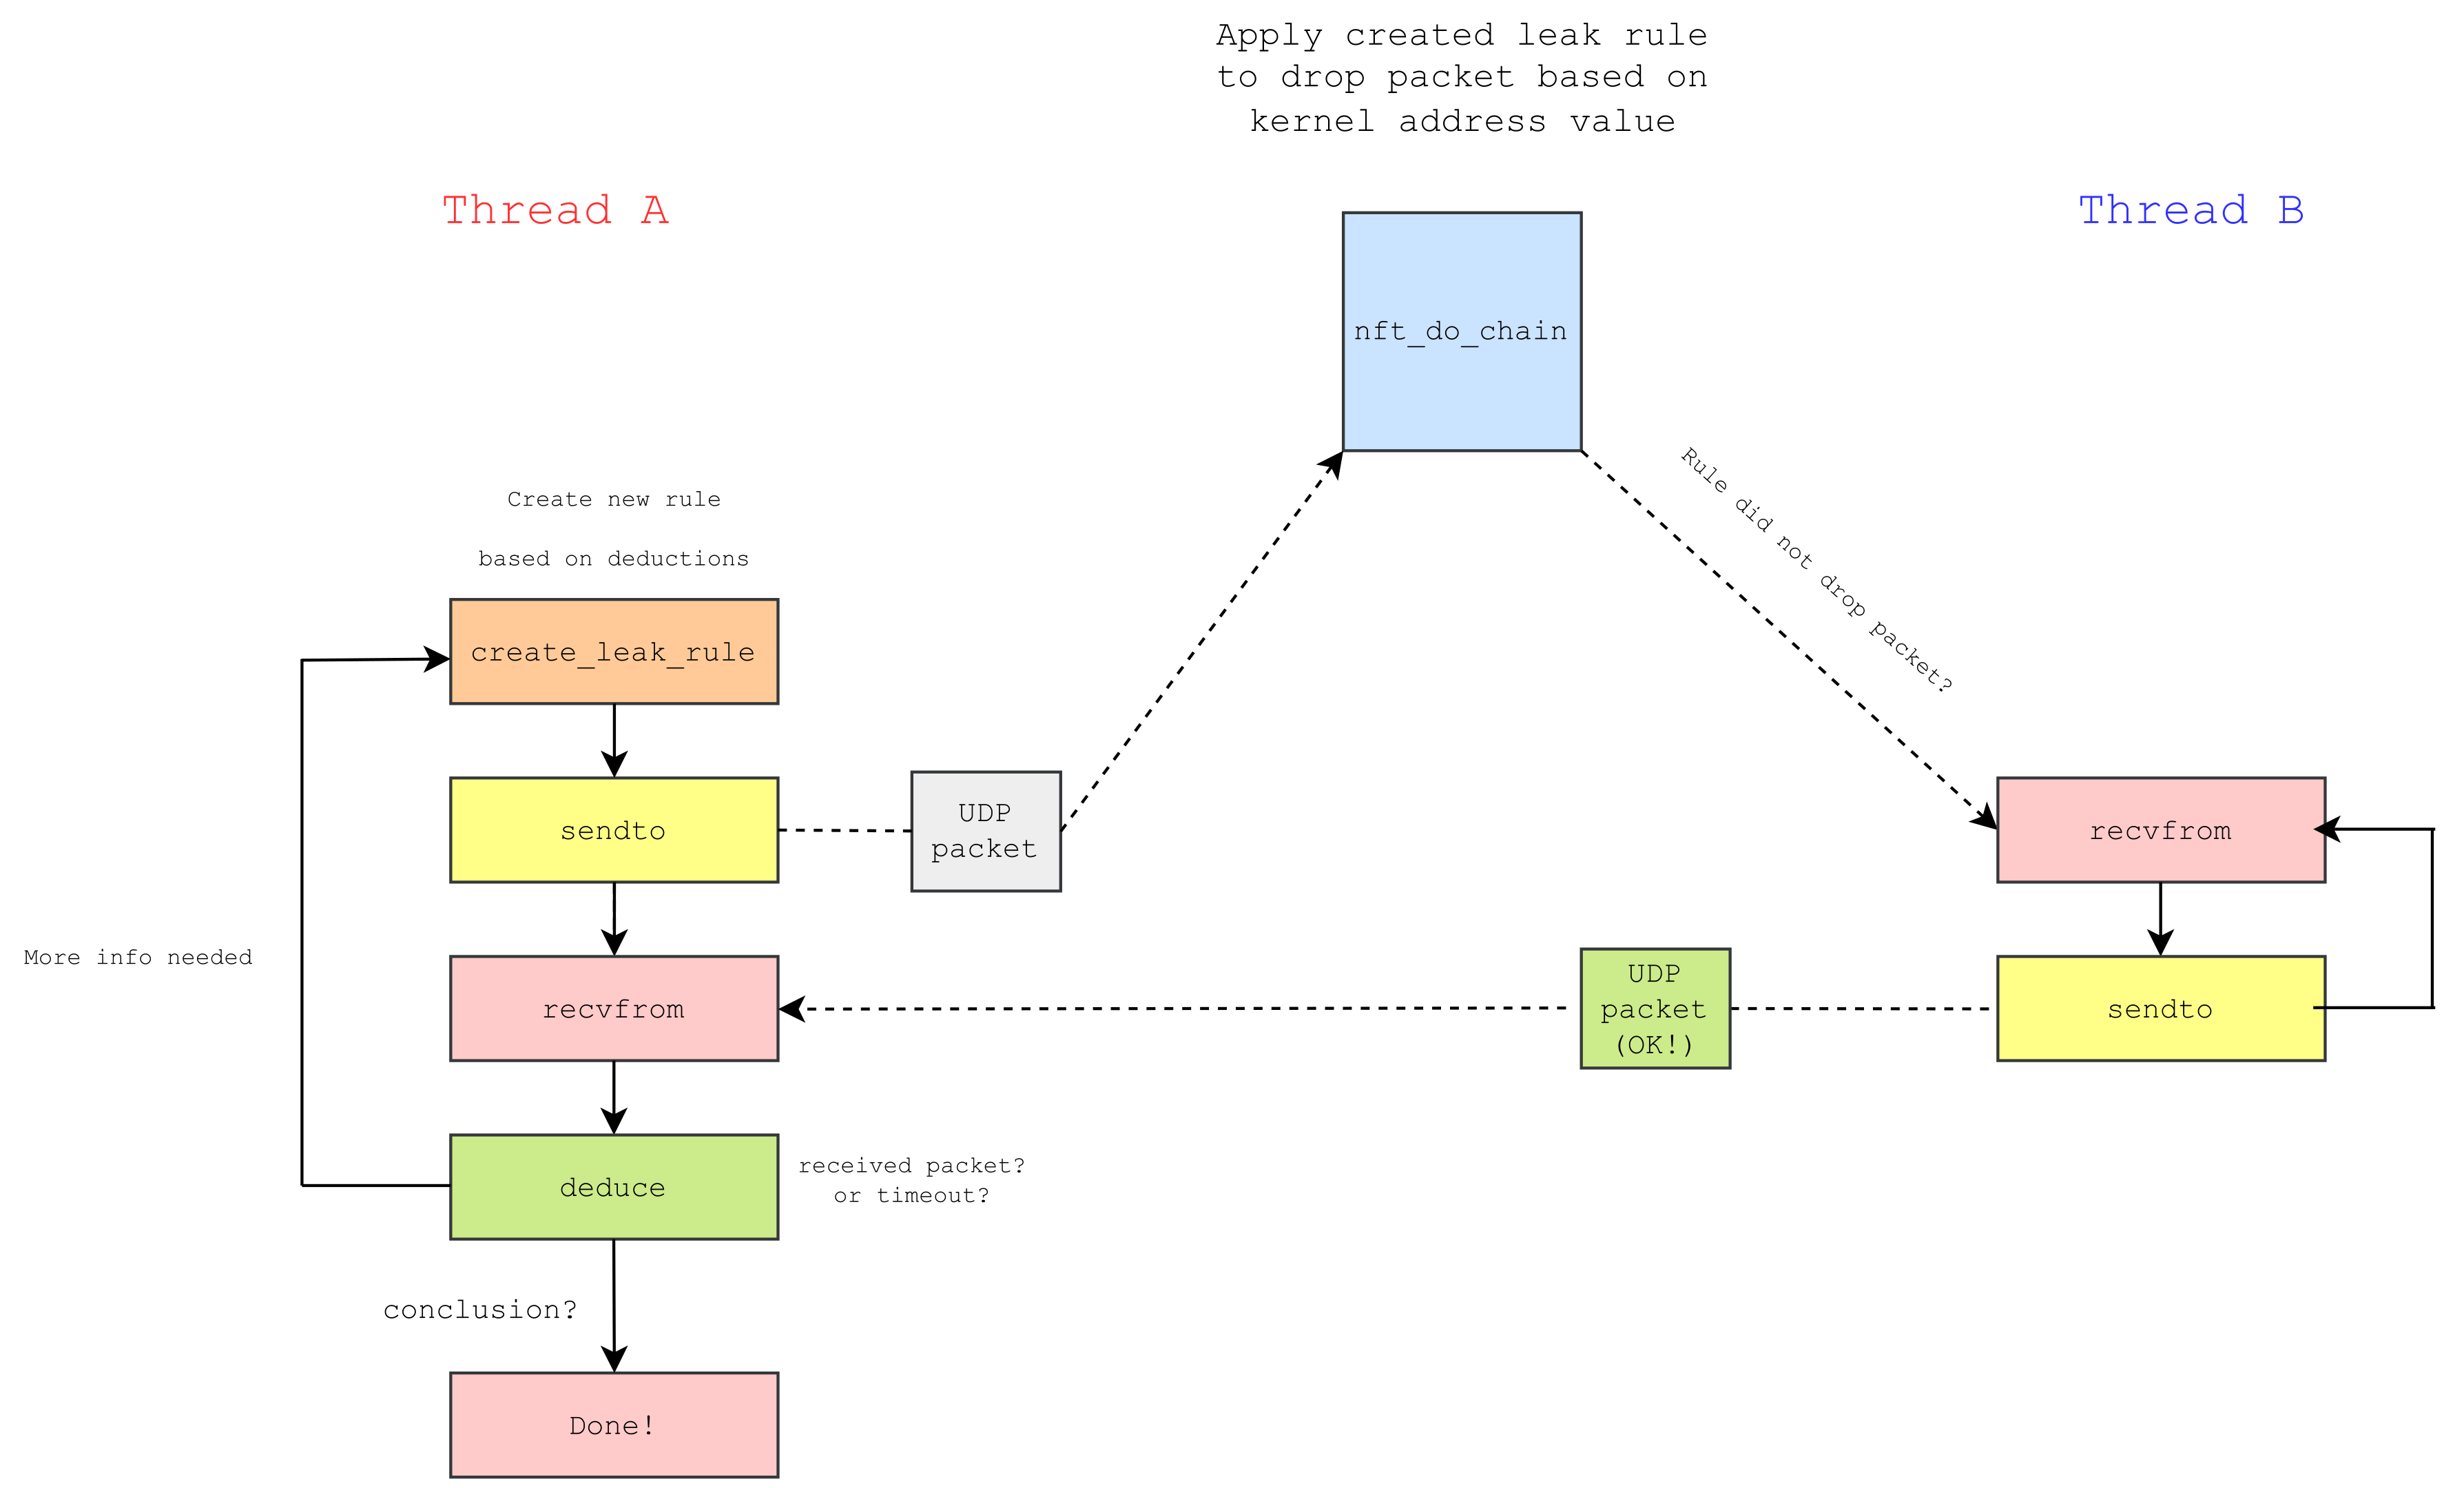 Apply created leak rule
to drop packet based on
kernel address value
Thread A
Thread B
nft_do_chain
Rule did not drop packet?
Create new rule
based on deductions
create_leak_rule
sendto
UDP
packet
recvfrom
More info needed
recvfrom
UDP
packet
(OK!)
sendto
deduce
received packet?
or timeout?
conclusion?
Done!